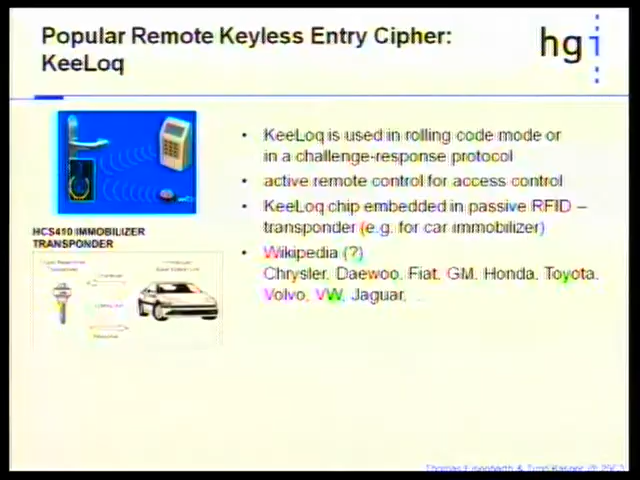 Popular Remote Keyless Entry Cipher:
KeeLoq
hgi
• KeeLoq is used in rolling code mode or
in a challenge-response protocol
• active remote control for access control
• KeeLoq chip embedded in passive RFID –
transponder (e.g. for car immobilizer)
• Wikipedia (?)
Chrysler, Daewoo, Fiat, GM, Honda, Toyota,
Volvo, VW, Jaguar, ...
HCS410 IMMOBILIZER
TRANSPONDER